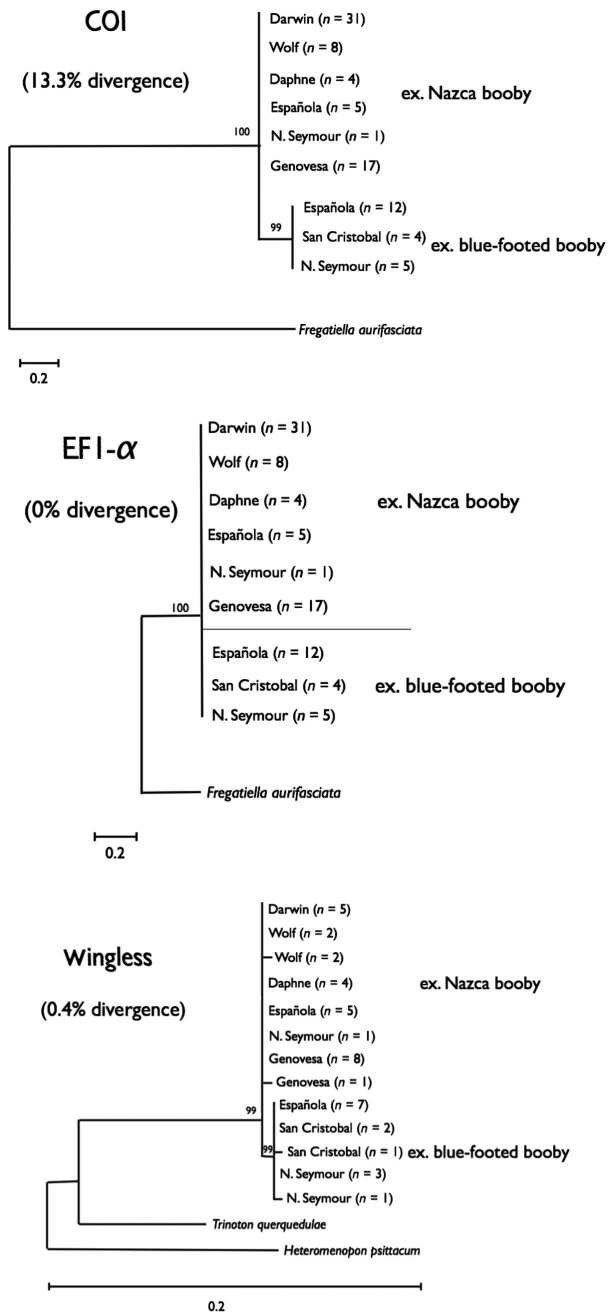 COI
(13.3% divergence)
Darwin (n = 31)
Wolf (n = 8)
Daphne (n = 4)
ex. Nazca booby
Española (n = 5)
N. Seymour (n = 1)
100
Genovesa (n = 17)
Española (n = 12)
99
San Cristobal (n = 4)
ex. blue-footed booby
N. Seymour (n = 5)
Fregatiella aurifasciata
0.2
EF1-α
(0% divergence)
Darwin (n = 31)
Wolf (n = 8)
Daphne (n = 4)
ex. Nazca booby
Española (n = 5)
N. Seymour (n = 1)
100
Genovesa (n = 17)
Española (n = 12)
San Cristobal (n = 4)
ex. blue-footed booby
N. Seymour (n = 5)
Fregatiella aurifasciata
0.2
Wingless
(0.4% divergence)
Darwin (n = 5)
Wolf (n = 2)
Wolf (n = 2)
Daphne (n = 4)
ex. Nazca booby
Española (n = 5)
N. Seymour (n = 1)
Genovesa (n = 8)
Genovesa (n = 1)
99
Española (n = 7)
San Cristobal (n = 2)
99
San Cristobal (n = 1)
ex. blue-footed booby
N. Seymour (n = 3)
N. Seymour (n = 1)
Trinoton querquedulae
Heteromenopon psittacum
0.2